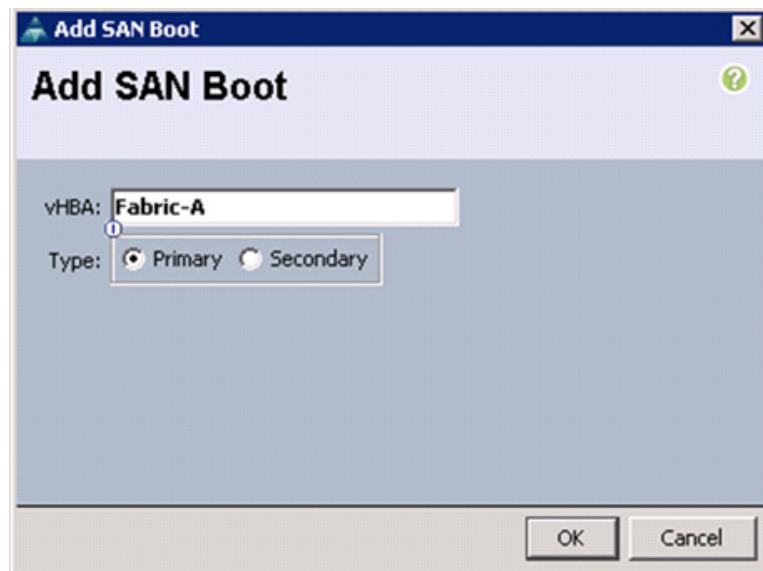 Add SAN Boot
Add SAN Boot
vHBA: Fabric-A
Type: Primary Secondary
OK Cancel